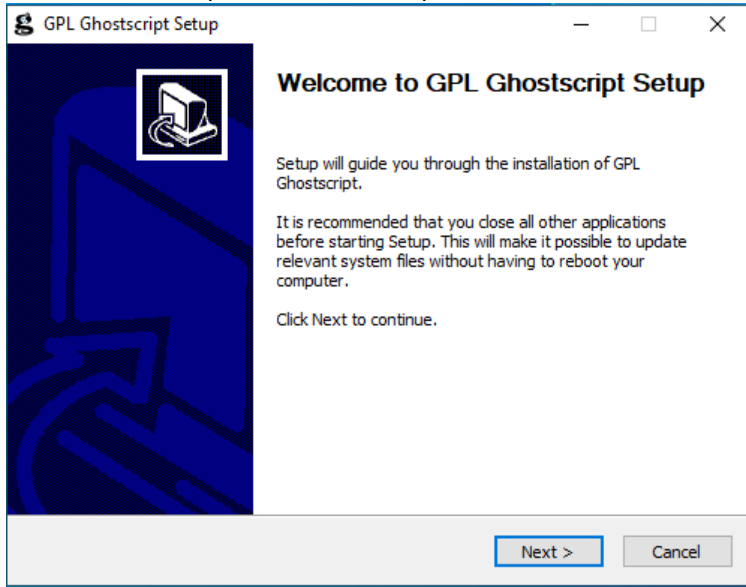 GPL Ghostscript Setup
Welcome to GPL Ghostscript Setup
Setup will guide you through the installation of GPL
Ghostscript.
It is recommended that you close all other applications
before starting Setup. This will make it possible to update
relevant system files without having to reboot your
computer.
Click Next to continue.
Next >
Cancel